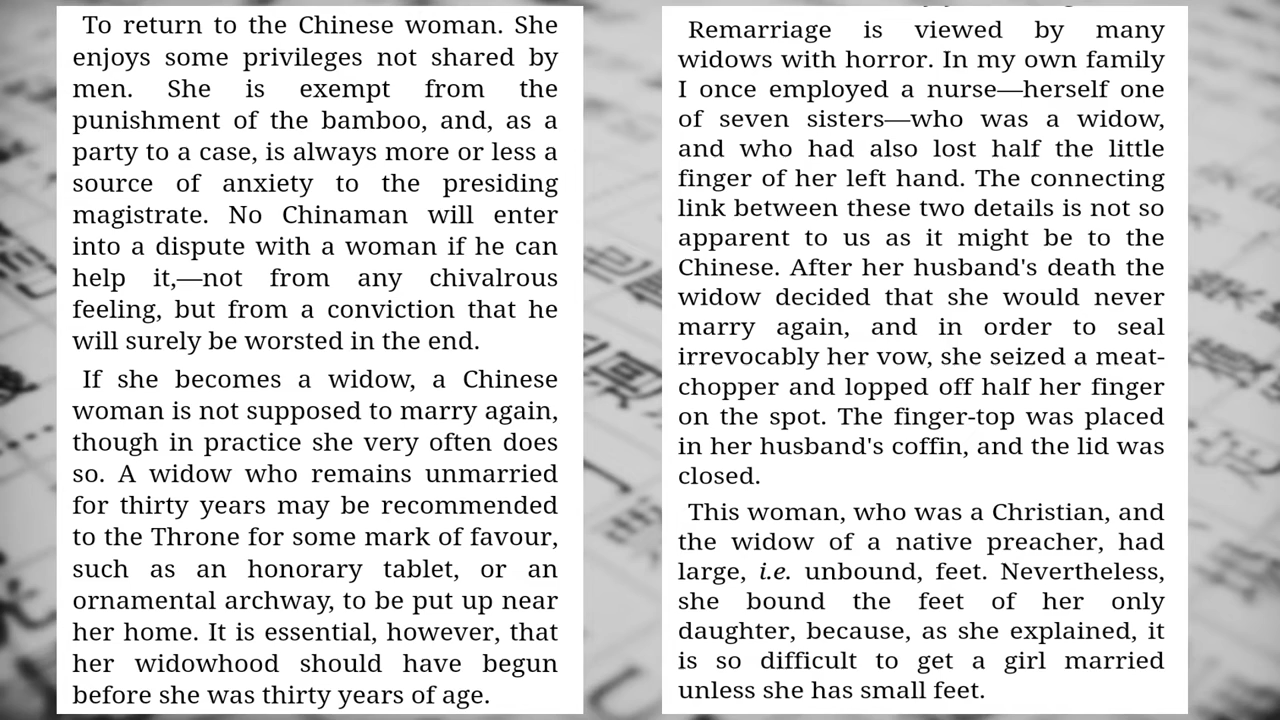 To return to the Chinese woman. She
enjoys some privileges not shared by
men. She is exempt from the
punishment of the bamboo, and, as a
party to a case, is always more or less a
source of anxiety to the presiding
magistrate. No Chinaman will enter
into a dispute with a woman if he can
help it,—not from any chivalrous
feeling, but from a conviction that he
will surely be worsted in the end.
If she becomes a widow, a Chinese
woman is not supposed to marry again,
though in practice she very often does
so. A widow who remains unmarried
for thirty years may be recommended
to the Throne for some mark of favour,
such as an honorary tablet, or an
ornamental archway, to be put up near
her home. It is essential, however, that
her widowhood should have begun
before she was thirty years of age.
Remarriage is viewed by many
widows with horror. In my own family
I once employed a nurse—herself one
of seven sisters—who was a widow,
and who had also lost half the little
finger of her left hand. The connecting
link between these two details is not so
apparent to us as it might be to the
Chinese. After her husband's death the
widow decided that she would never
marry again, and in order to seal
irrevocably her vow, she seized a meat-
chopper and lopped off half her finger
on the spot. The finger-top was placed
in her husband's coffin, and the lid was
closed.
This woman, who was a Christian, and
the widow of a native preacher, had
large, i.e. unbound, feet. Nevertheless,
she bound the feet of her only
daughter, because, as she explained, it
is so difficult to get a girl married
unless she has small feet.